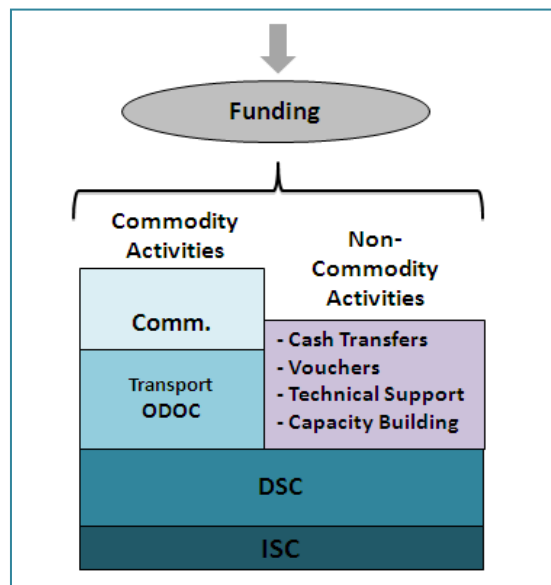 Funding
Commodity
Activities
Non-
Commodity
Activities
Comm.
Transport
ODOC
- Cash Transfers
- Vouchers
- Technical Support
- Capacity Building
DSC
ISC